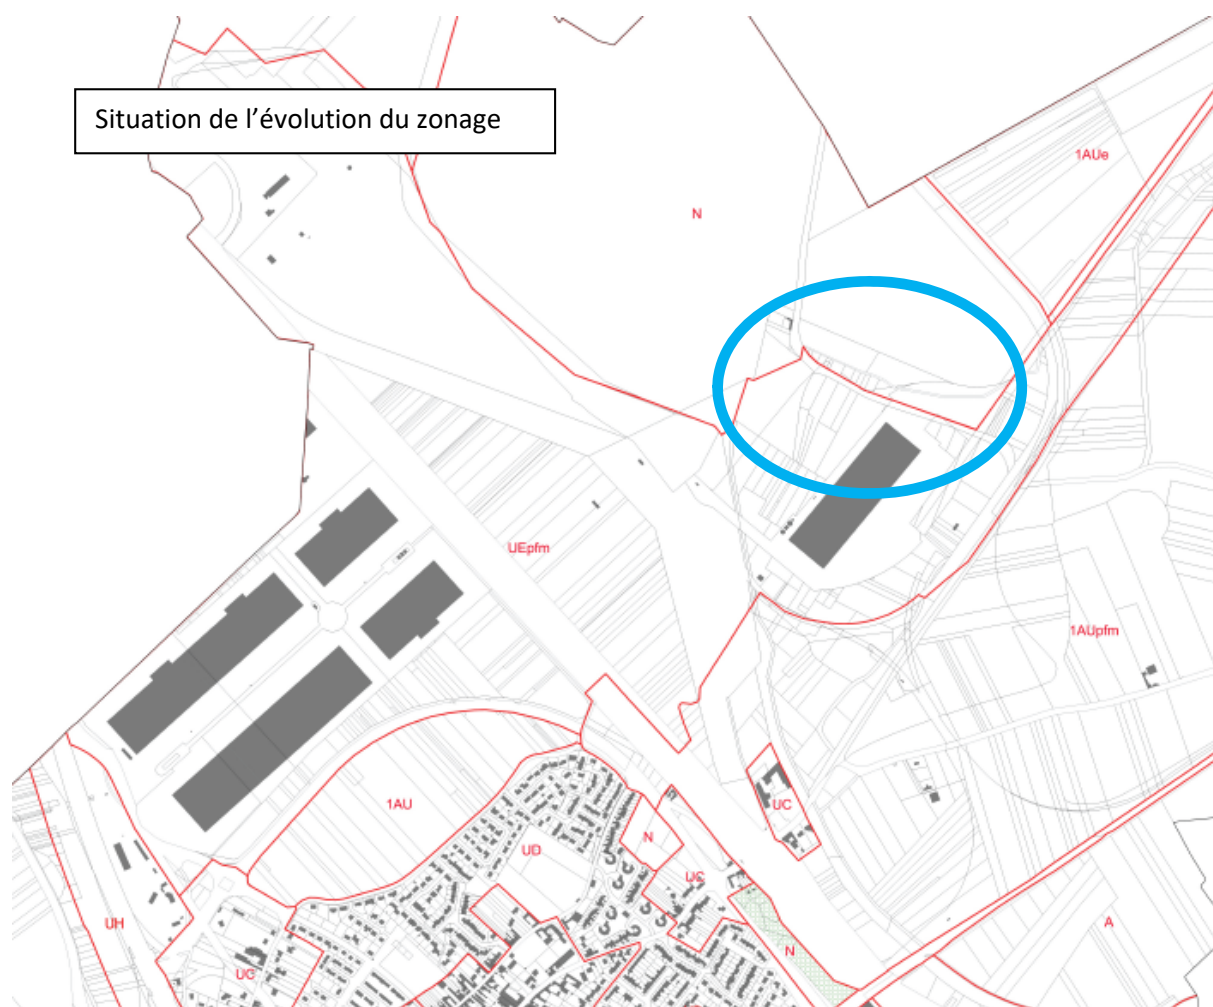 Situation de l’évolution du zonage
1AUe
N
UEpfm
1AUpfm
1AU
UC
N
UD
UC
UH
A
N
UC